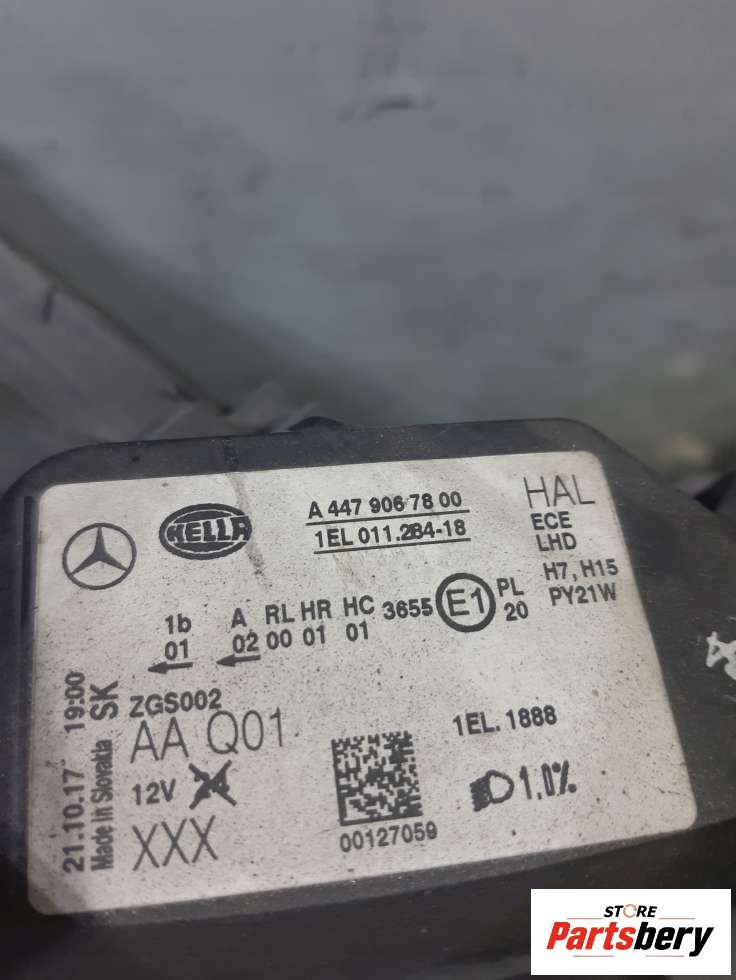 HELLA
A 447 906 78 00
1EL 011.284-18
HAL
ECE
LHD
H7, H15
PY21W
1b A RL HR HC 3655 E1 PL
01 02 00 01 01 20
ZGS002
AA Q01
12V
XXX
1EL. 1888
1.0%
00127059
21.10.17 19:00
Made in Slovakia SK
STORE
Partsbery